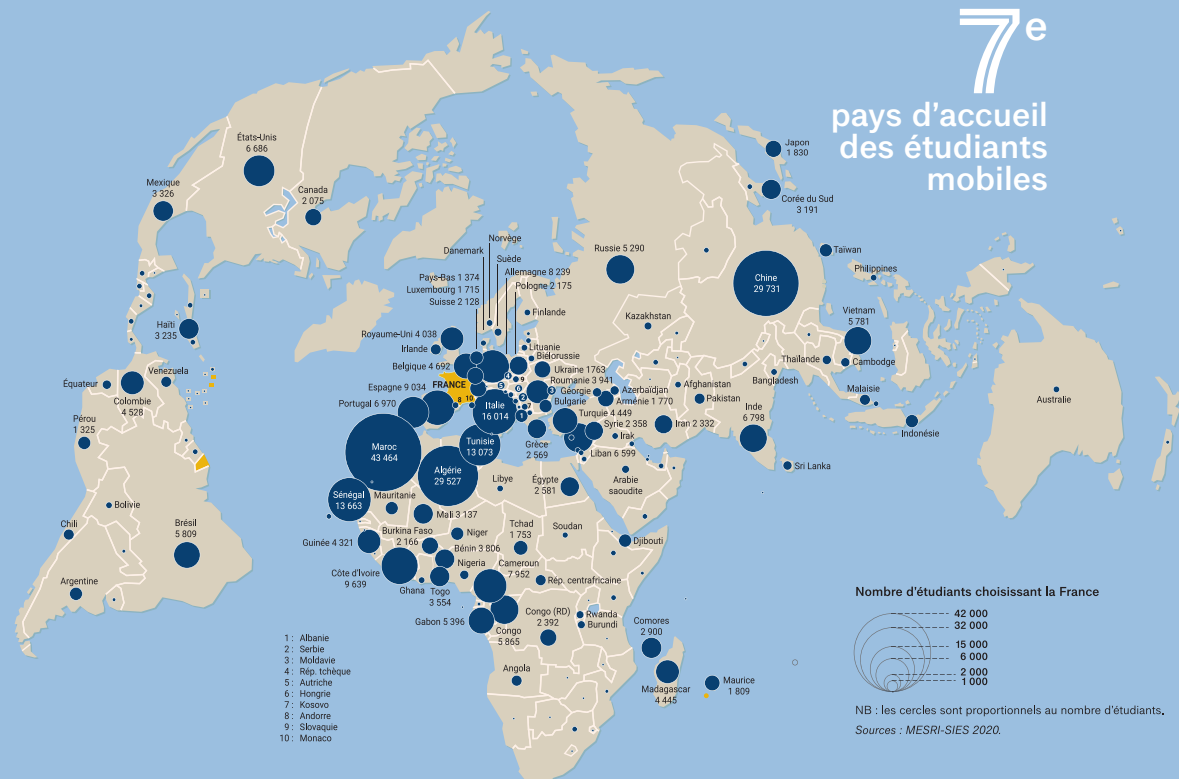 7e
pays d’accueil
des étudiants
mobiles
États-Unis
6 686
Mexique
3 326
Canada
2 075
Haïti
3 235
Venezuela
Équateur
Colombie
4 528
Pérou
1 325
Bolivie
Chili
Brésil
5 809
Argentine
Norvège
Danemark
Suède
Pays-Bas 1 374
Allemagne 8 239
Luxembourg 1 715
Pologne 2 175
Suisse 2 128
Finlande
Royaume-Uni 4 038
Irlande
Lituanie
Biélorussie
Belgique 4 692
Ukraine 1763
FRANCE
Roumanie 3 941
Espagne 9 034
Géorgie
Azerbaïdjan
Arménie 1 770
Bulgarie
Portugal 6 970
Italie
16 014
Turquie 4 449
Syrie 2 358
Irak
Iran 2 332
Grèce
2 569
Liban 6 599
4
9
5
6
3
2
8
10
7
1
Russie 5 290
Kazakhstan
Chine
29 731
Japon
1 830
Corée du Sud
3 191
Taïwan
Philippines
Vietnam
5 781
Thaïlande
Cambodge
Bangladesh
Malaisie
Afghanistan
Pakistan
Inde
6 798
Indonésie
Sri Lanka
Australie
Maroc
43 464
Tunisie
13 073
Algérie
29 527
Libye
Égypte
2 581
Arabie
saoudite
Sénégal
13 663
Mauritanie
Mali 3 137
Niger
Tchad
1 753
Soudan
Djibouti
Guinée 4 321
Burkina Faso
2 166
Bénin 3 806
Nigeria
Cameroun
7 952
Rép. centrafricaine
Côte d’Ivoire
9 639
Ghana
Togo
3 554
Gabon 5 396
Congo
5 865
Congo (RD)
2 392
Rwanda
Burundi
Comores
2 900
Angola
Madagascar
4 445
Maurice
1 809
1 : Albanie
2 : Serbie
3 : Moldavie
4 : Rép. tchèque
5 : Autriche
6 : Hongrie
7 : Kosovo
8 : Andorre
9 : Slovaquie
10 : Monaco
Nombre d’étudiants choisissant la France
42 000
32 000
15 000
6 000
2 000
1 000
NB : les cercles sont proportionnels au nombre d’étudiants.
Sources : MESRI-SIES 2020.